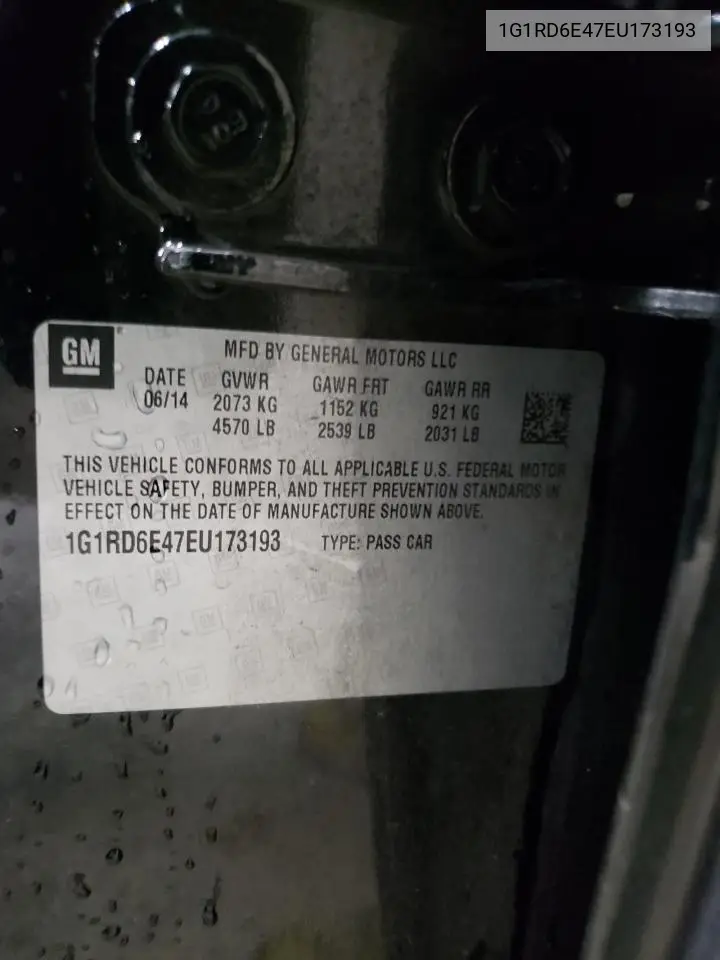 1G1RD6E47EU173193
GM
MFD BY GENERAL MOTORS LLC
DATE GVWR GAWR FRT GAWR RR
06/14 2073 KG 1152 KG 921 KG
4570 LB 2539 LB 2031 LB
THIS VEHICLE CONFORMS TO ALL APPLICABLE U.S. FEDERAL MOTOR
VEHICLE SAFETY, BUMPER, AND THEFT PREVENTION STANDARDS IN
EFFECT ON THE DATE OF MANUFACTURE SHOWN ABOVE.
1G1RD6E47EU173193 TYPE: PASS CAR